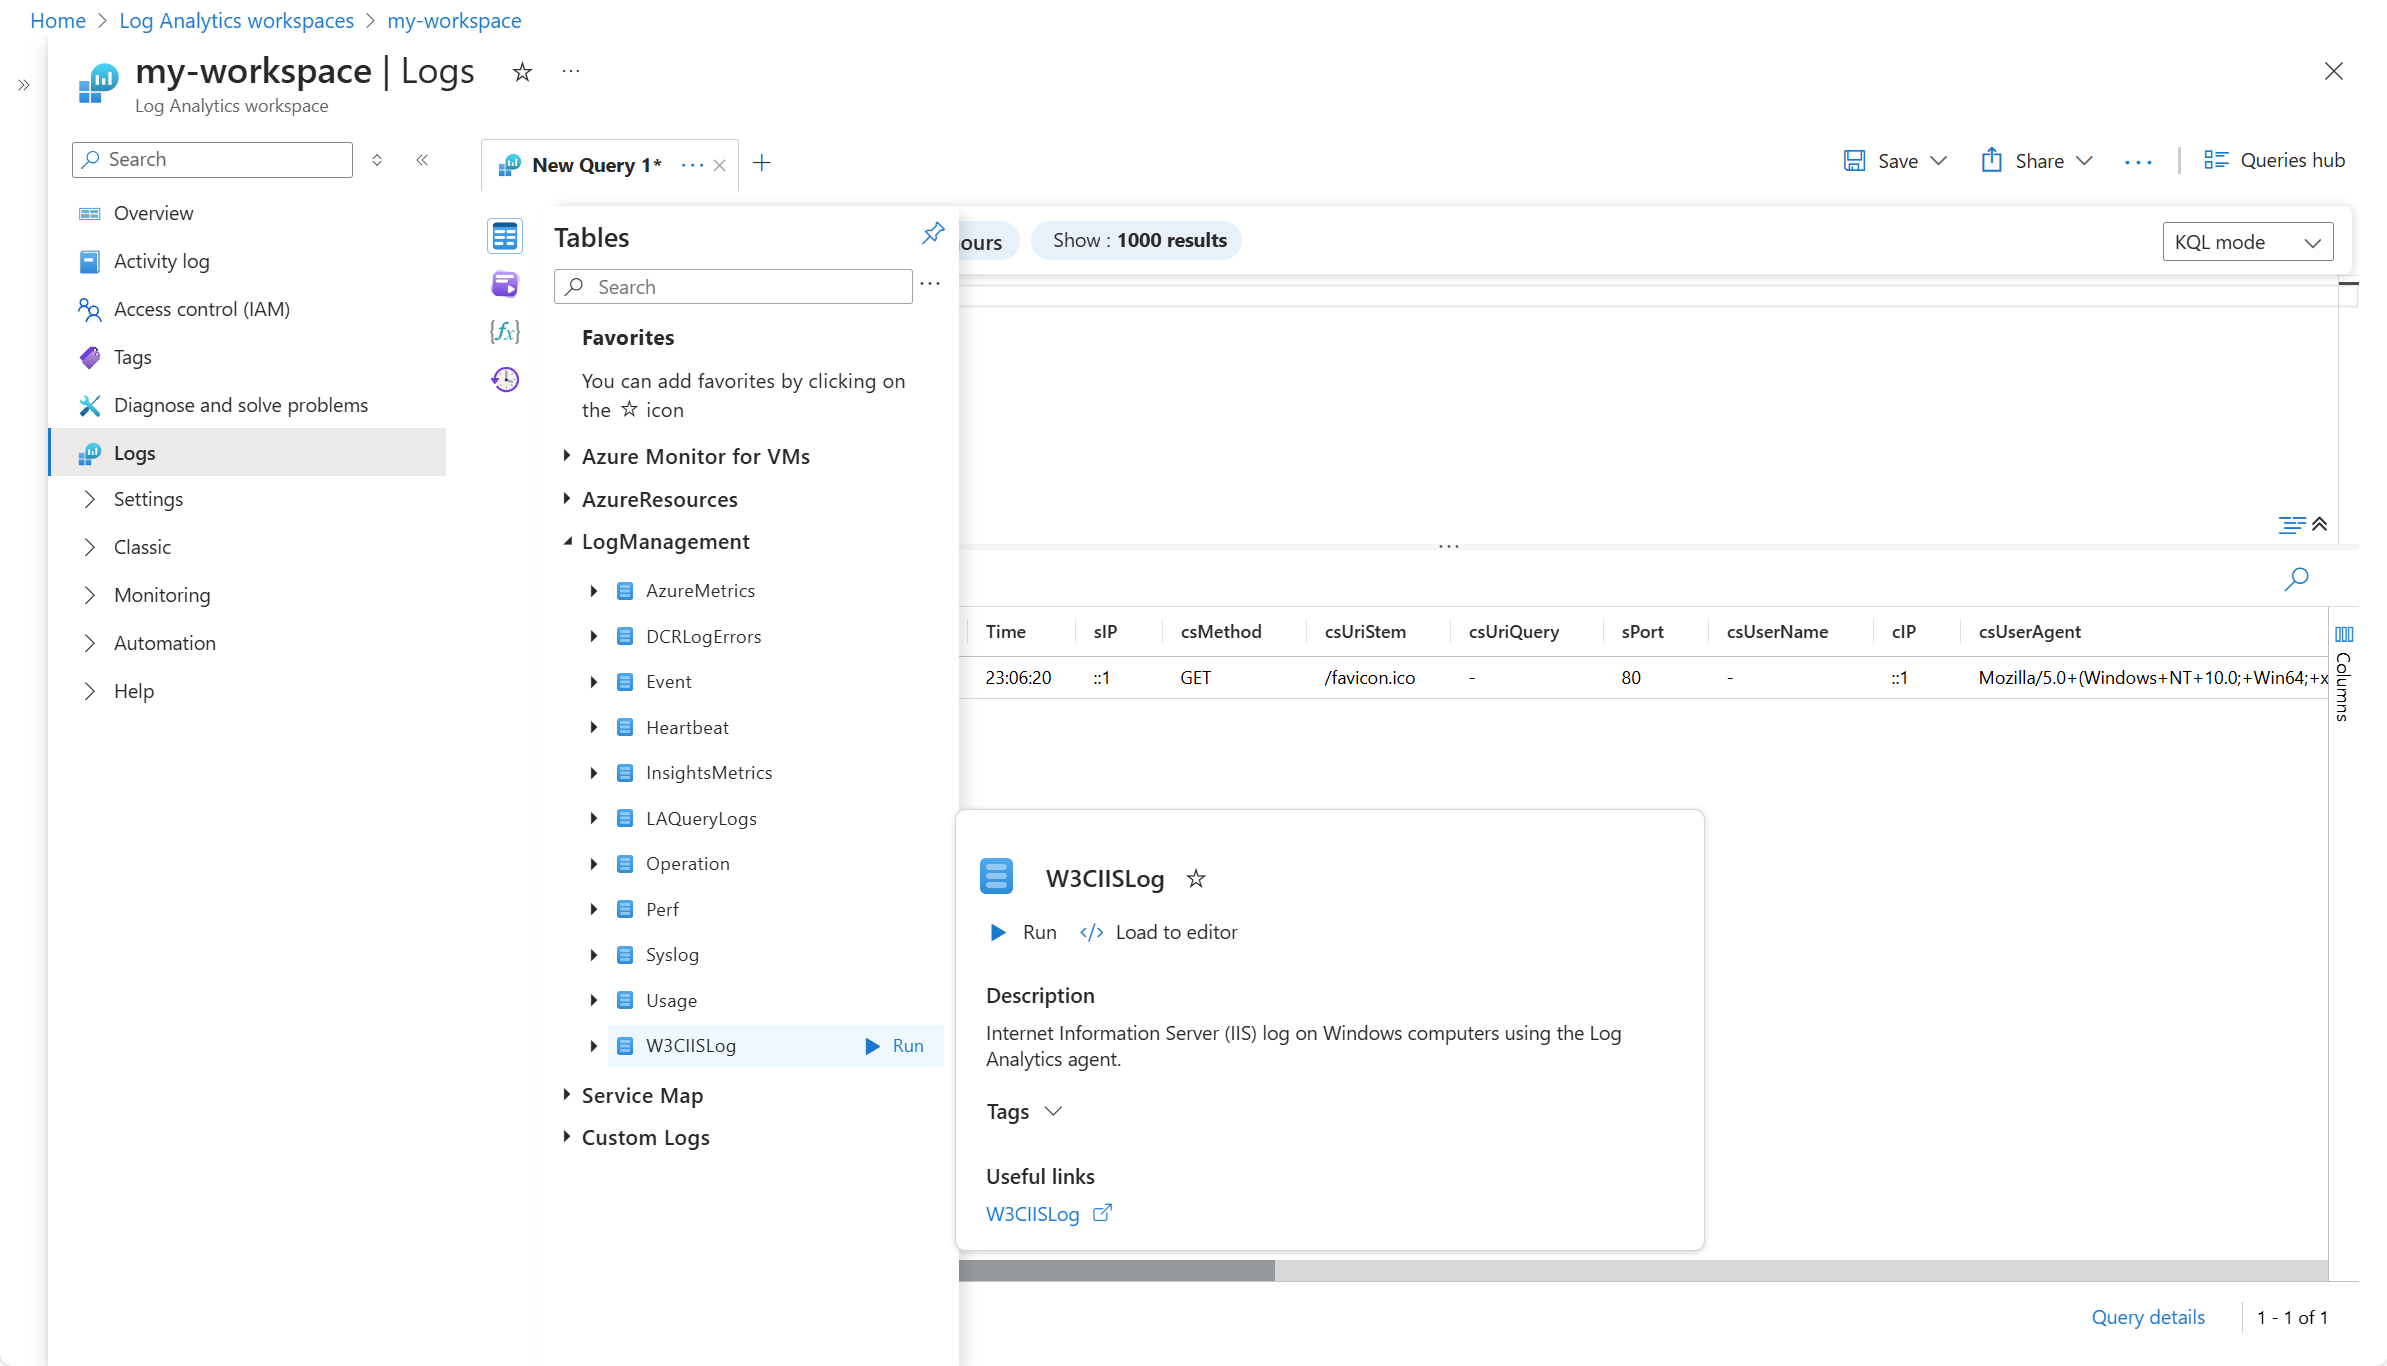 Home > Log Analytics workspaces > my-workspace
my-workspace | Logs
Log Analytics workspace
Search
Overview
Activity log
Access control (IAM)
Tags
Diagnose and solve problems
Logs
Settings
Classic
Monitoring
Automation
Help
New Query 1*
Save
Share
Queries hub
Tables
Search
Favorites
You can add favorites by clicking on
the ☆ icon
Azure Monitor for VMs
AzureResources
LogManagement
AzureMetrics
DCRLogErrors
Event
Heartbeat
InsightsMetrics
LAQueryLogs
Operation
Perf
Syslog
Usage
W3CIISLog Run
Service Map
Custom Logs
ours
Show : 1000 results
KQL mode
Time sIP csMethod csUriStem csUriQuery sPort csUserName cIP csUserAgent
23:06:20 ::1 GET /favicon.ico - 80 - ::1 Mozilla/5.0+(Windows+NT+10.0;+Win64;+x
Columns
W3CIISLog
Run </> Load to editor
Description
Internet Information Server (IIS) log on Windows computers using the Log
Analytics agent.
Tags
Useful links
W3CIISLog
Query details
1 - 1 of 1